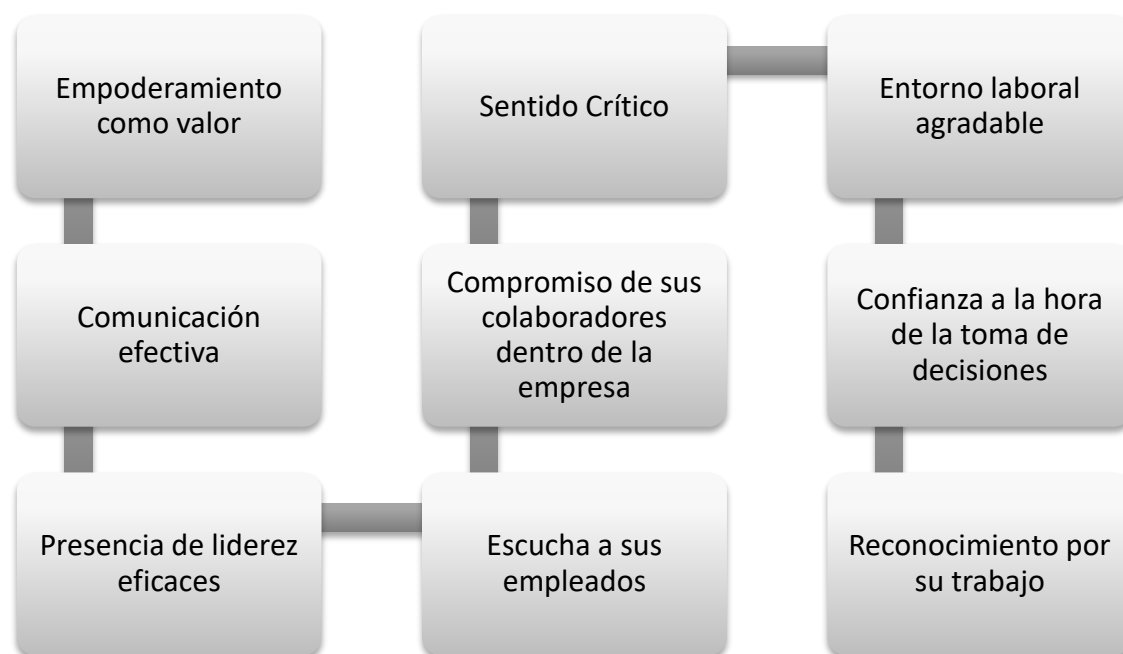 Empoderamiento
como valor
Comunicación
efectiva
Presencia de liderez
eficaces
Escucha a sus
empleados
Compromiso de sus
colaboradores
dentro de la
empresa
Sentido Crítico
Entorno laboral
agradable
Confianza a la hora
de la toma de
decisiones
Reconocimiento por
su trabajo